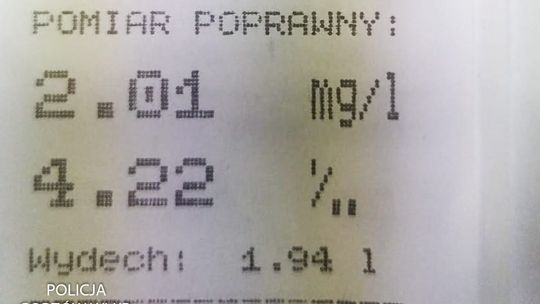 POMIAR POPRAWNY:
2.01 mg/l
4.22 ‰
Wydech: 1.94 l
POLICJA